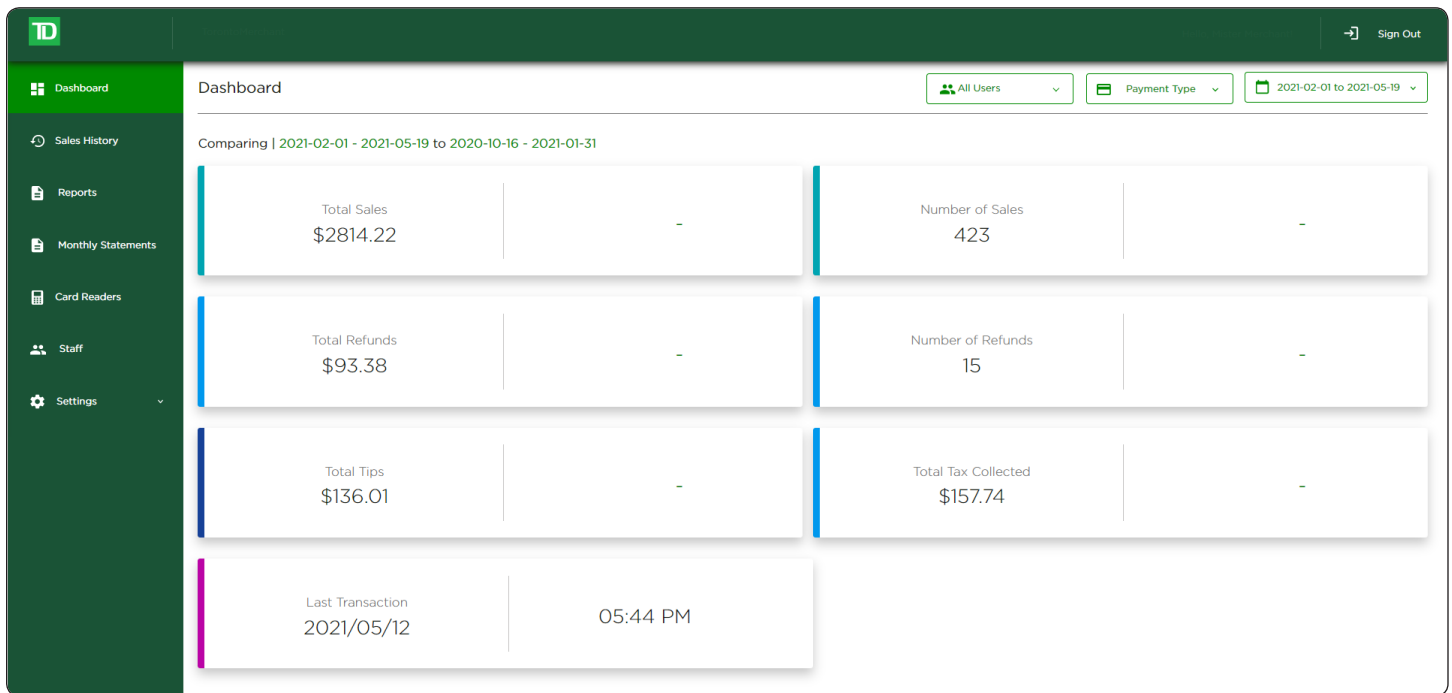 TD
Sign Out
Dashboard
Sales History
Reports
Monthly Statements
Card Readers
Staff
Settings
Dashboard
All Users
Payment Type
2021-02-01 to 2021-05-19
Comparing | 2021-02-01 - 2021-05-19 to 2020-10-16 - 2021-01-31
Total Sales
$2814.22
-
Number of Sales
423
-
Total Refunds
$93.38
-
Number of Refunds
15
-
Total Tips
$136.01
-
Total Tax Collected
$157.74
-
Last Transaction
2021/05/12
05:44 PM